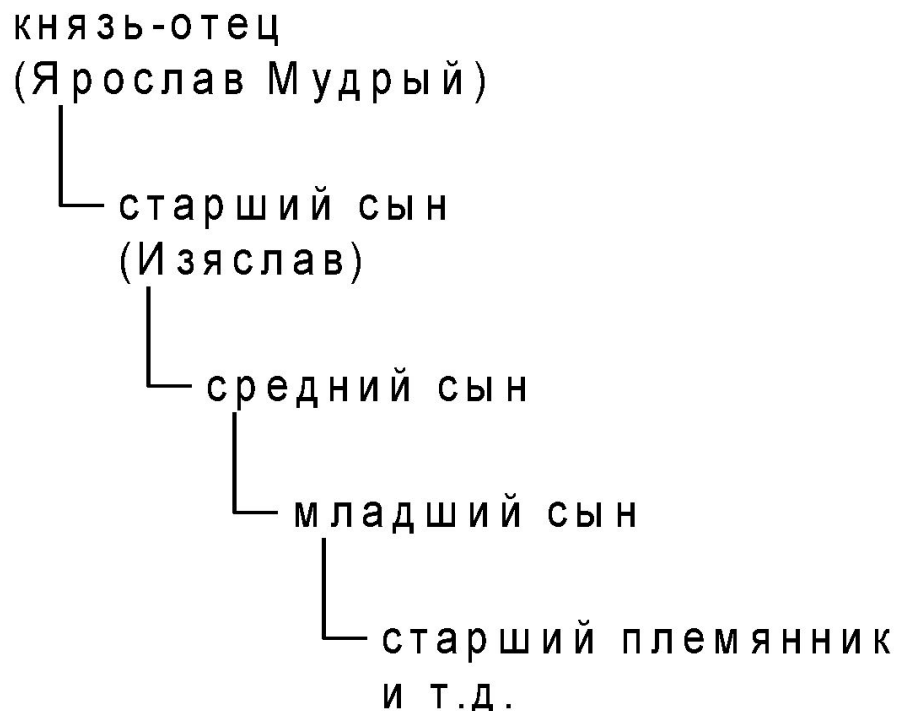 князь-отец
(Ярослав Мудрый)
старший сын
(Изяслав)
средний сын
младший сын
старший племянник
и т.д.